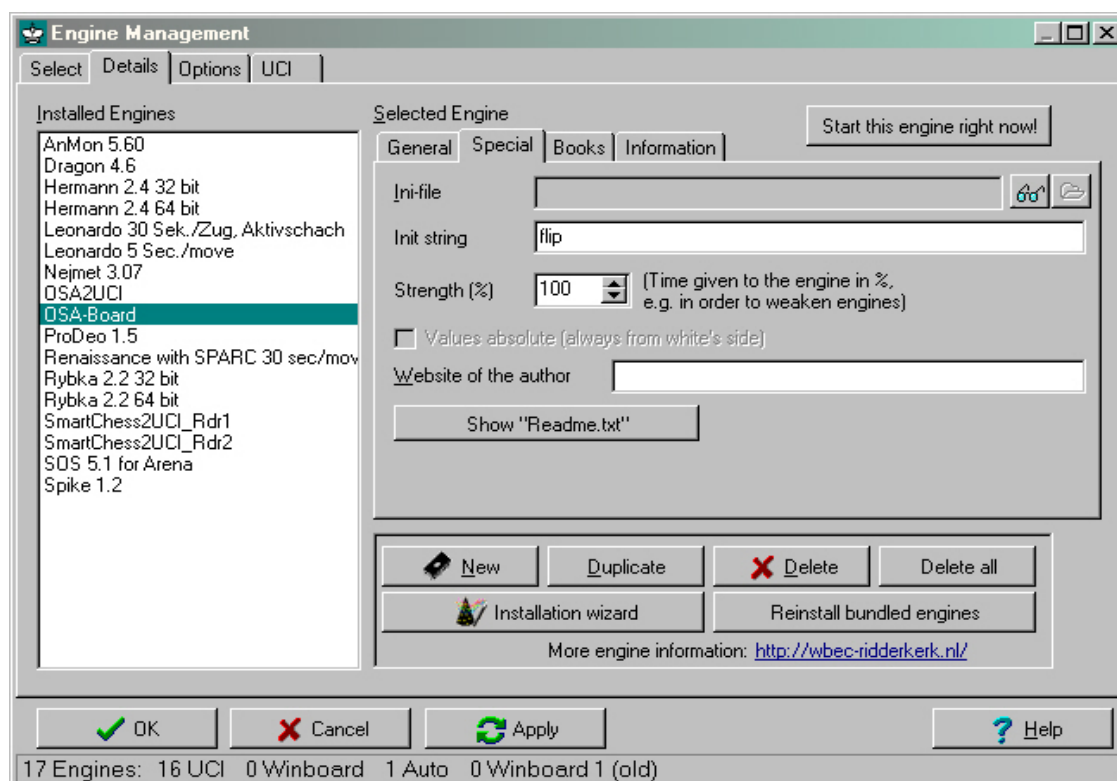 Engine Management
Select Details Options UCI
Installed Engines
AnMon 5.60
Dragon 4.6
Hermann 2.4 32 bit
Hermann 2.4 64 bit
Leonardo 30 Sek./Zug, Aktivschach
Leonardo 5 Sec./move
Nejmet 3.07
OSA2UCI
OSA-Board
ProDeo 1.5
Renaissance with SPARC 30 sec/mov
Rybka 2.2 32 bit
Rybka 2.2 64 bit
SmartChess2UCI_Rdr1
SmartChess2UCI_Rdr2
SOS 5.1 for Arena
Spike 1.2
Selected Engine
Start this engine right now!
General Special Books Information
Ini-file
Init string flip
Strength (%) 100 (Time given to the engine in %,
e.g. in order to weaken engines)
Values absolute (always from white's side)
Website of the author
Show "Readme.txt"
New Duplicate Delete Delete all
Installation wizard Reinstall bundled engines
More engine information: http://wbec-ridderkerk.nl/
OK Cancel Apply Help
17 Engines: 16 UCI 0 Winboard 1 Auto 0 Winboard 1 (old)